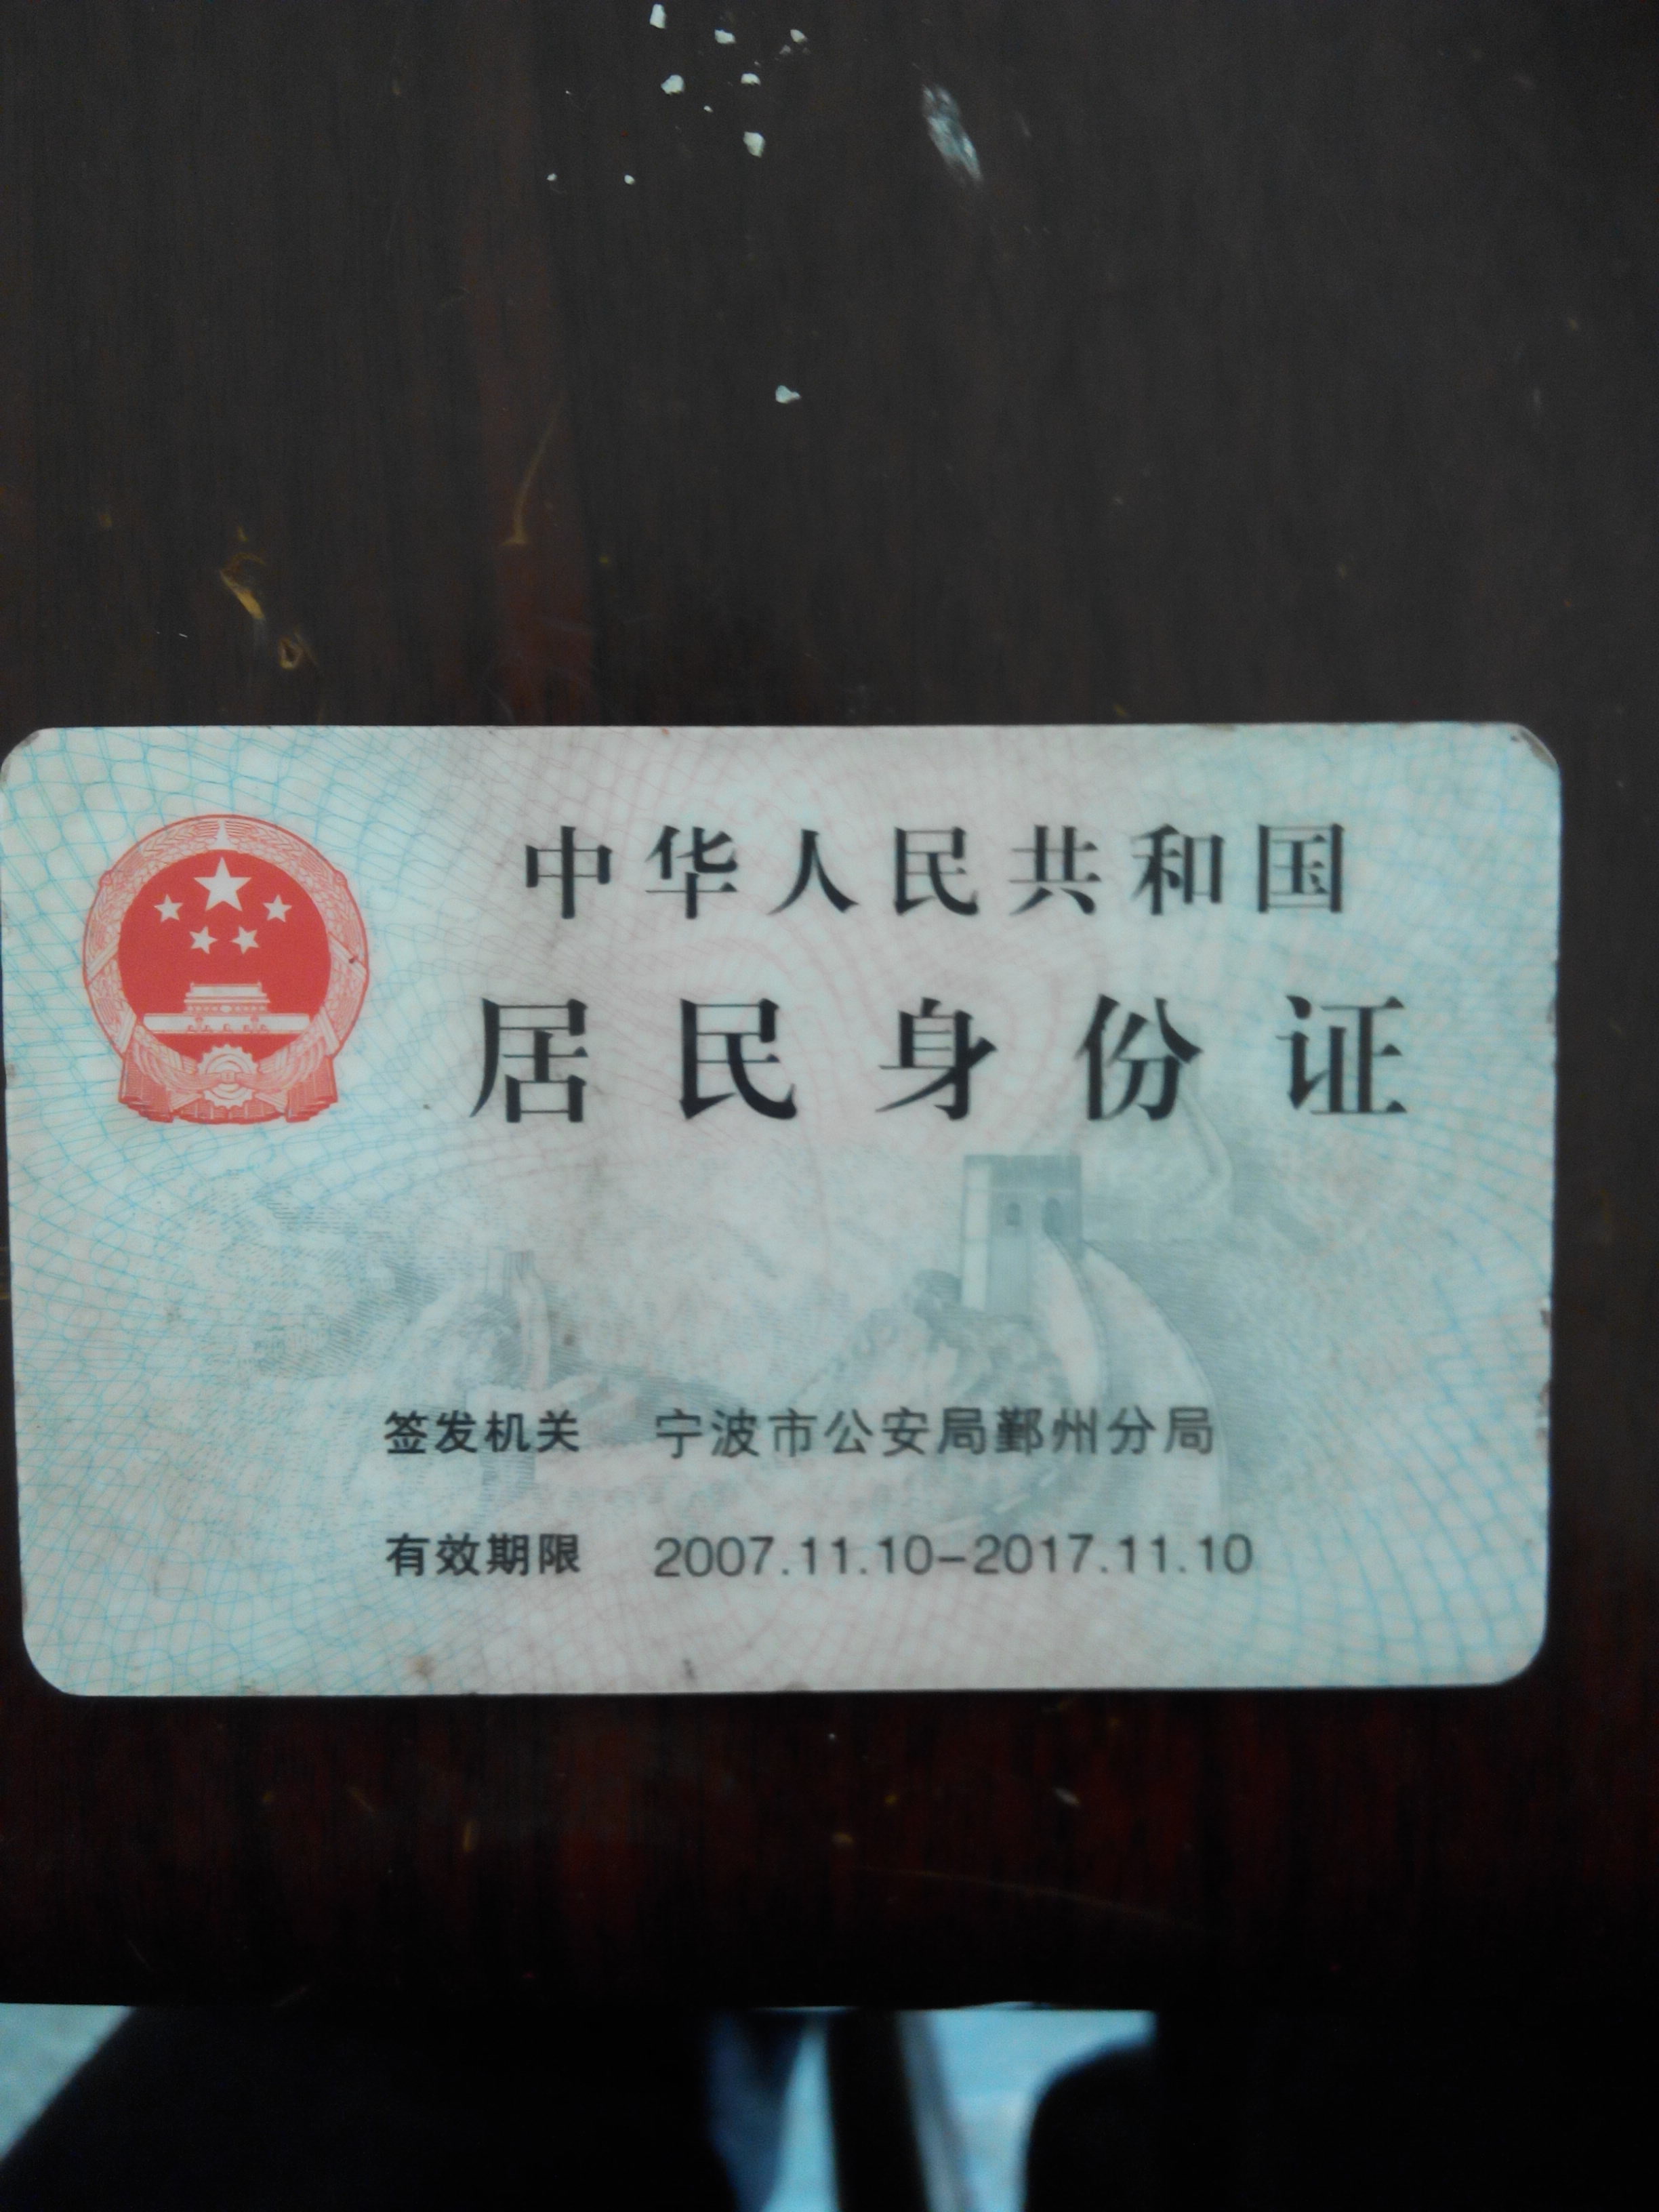 中华人民共和国
居民身份证
签发机关 宁波市公安局鄞州分局
有效期限 2007.11.10-2017.11.10